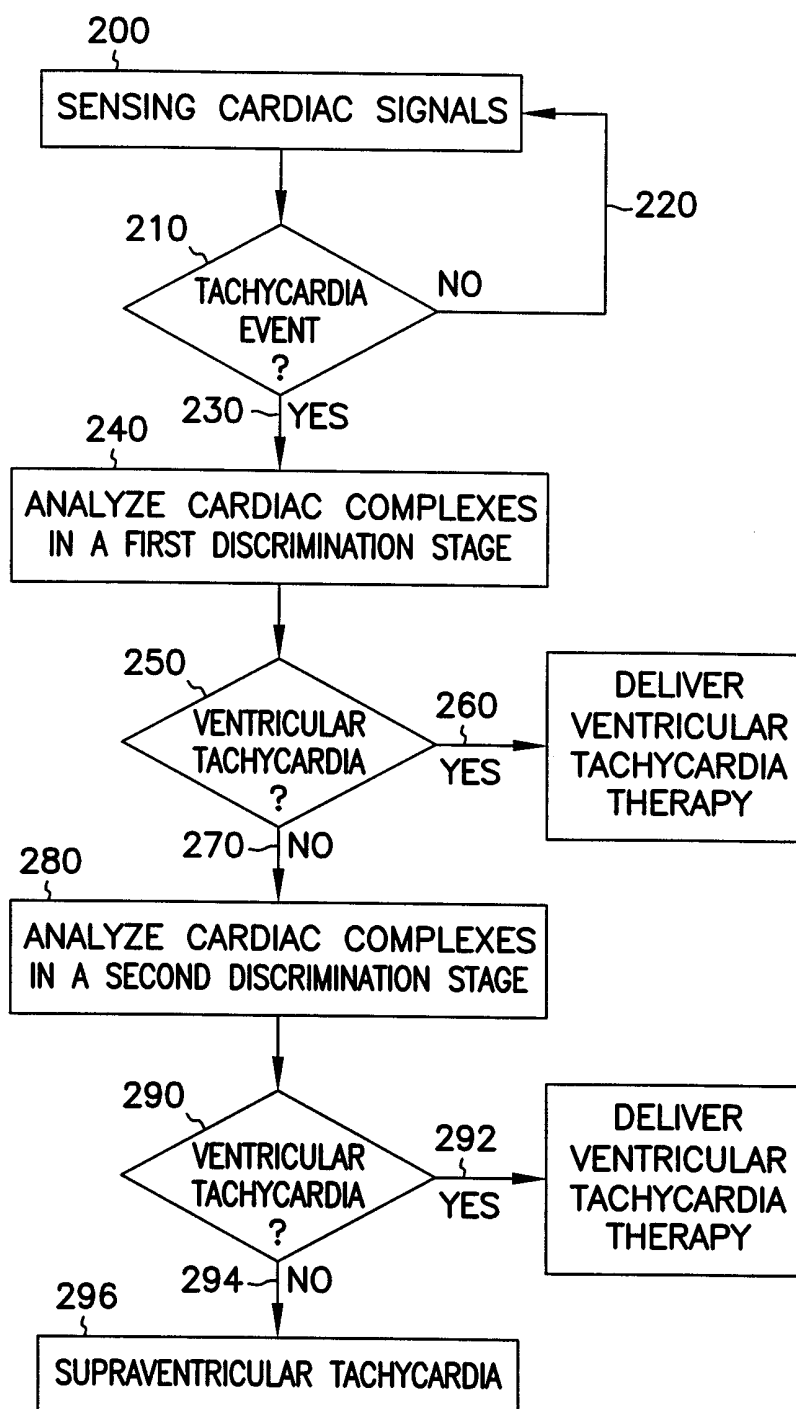 200
SENSING CARDIAC SIGNALS
220
210
TACHYCARDIA
EVENT
?
NO
230 YES
240
ANALYZE CARDIAC COMPLEXES
IN A FIRST DISCRIMINATION STAGE
250
VENTRICULAR
TACHYCARDIA
?
260
YES
DELIVER
VENTRICULAR
TACHYCARDIA
THERAPY
270 NO
280
ANALYZE CARDIAC COMPLEXES
IN A SECOND DISCRIMINATION STAGE
290
VENTRICULAR
TACHYCARDIA
?
292
YES
DELIVER
VENTRICULAR
TACHYCARDIA
THERAPY
294 NO
296
SUPRAVENTRICULAR TACHYCARDIA